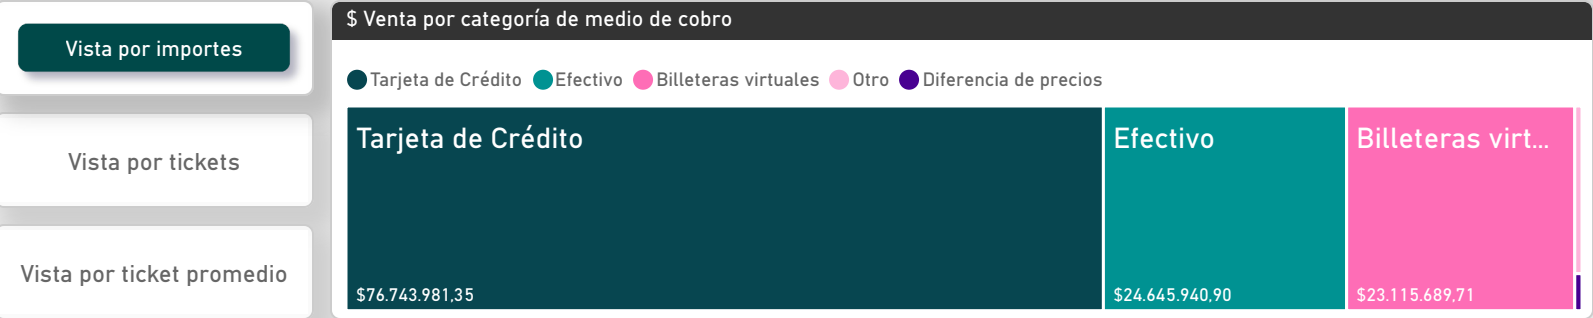 Vista por importes
Vista por tickets
Vista por ticket promedio
$ Venta por categoría de medio de cobro
Tarjeta de Crédito Efectivo Billeteras virtuales Otro Diferencia de precios
Tarjeta de Crédito
$76.743.981,35
Efectivo
$24.645.940,90
Billeteras virt...
$23.115.689,71